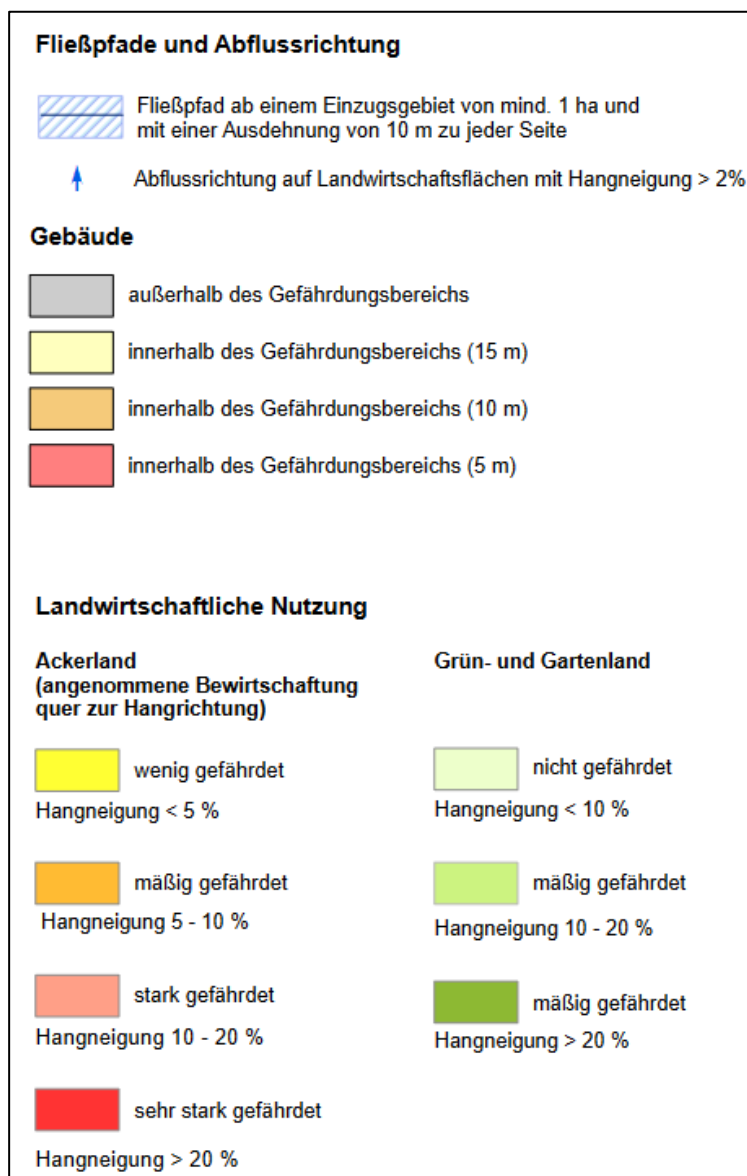 Fließpfade und Abflussrichtung
Fließpfad ab einem Einzugsgebiet von mind. 1 ha und
mit einer Ausdehnung von 10 m zu jeder Seite
Abflussrichtung auf Landwirtschaftsflächen mit Hangneigung > 2%
Gebäude
außerhalb des Gefährdungsbereichs
innerhalb des Gefährdungsbereichs (15 m)
innerhalb des Gefährdungsbereichs (10 m)
innerhalb des Gefährdungsbereichs (5 m)
Landwirtschaftliche Nutzung
Ackerland
(angenommene Bewirtschaftung
quer zur Hangrichtung)
wenig gefährdet
Hangneigung < 5 %
mäßig gefährdet
Hangneigung 5 - 10 %
stark gefährdet
Hangneigung 10 - 20 %
sehr stark gefährdet
Hangneigung > 20 %
Grün- und Gartenland
nicht gefährdet
Hangneigung < 10 %
mäßig gefährdet
Hangneigung 10 - 20 %
mäßig gefährdet
Hangneigung > 20 %